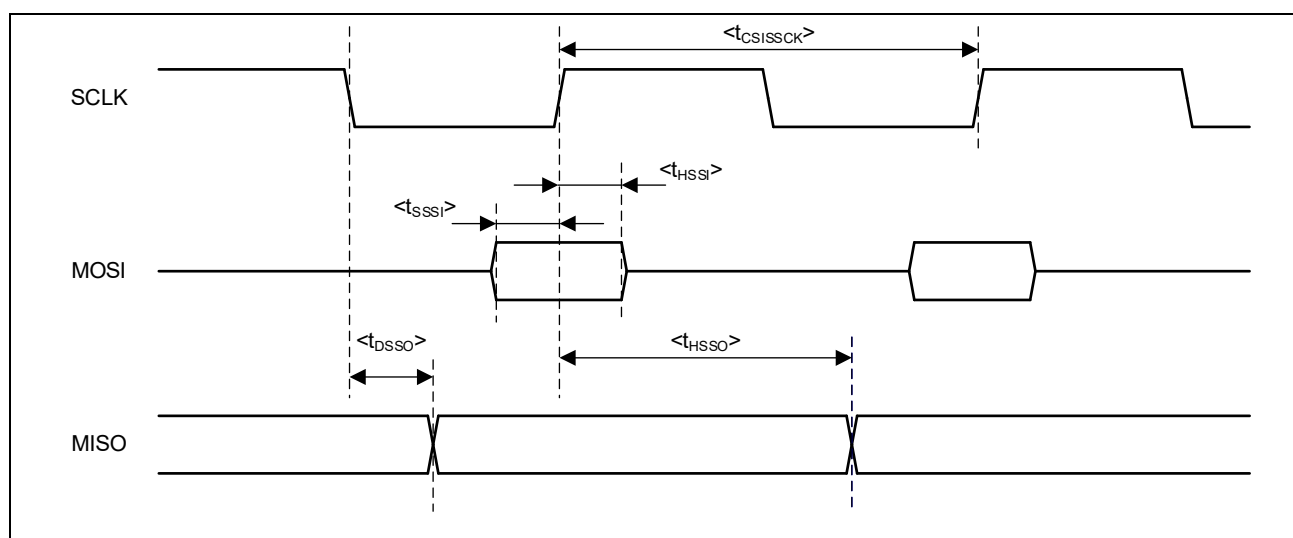 <tCSISSCK>
SCLK
<tHSSI>
<tSSSI>
MOSI
<tDSSO>
<tHSSO>
MISO